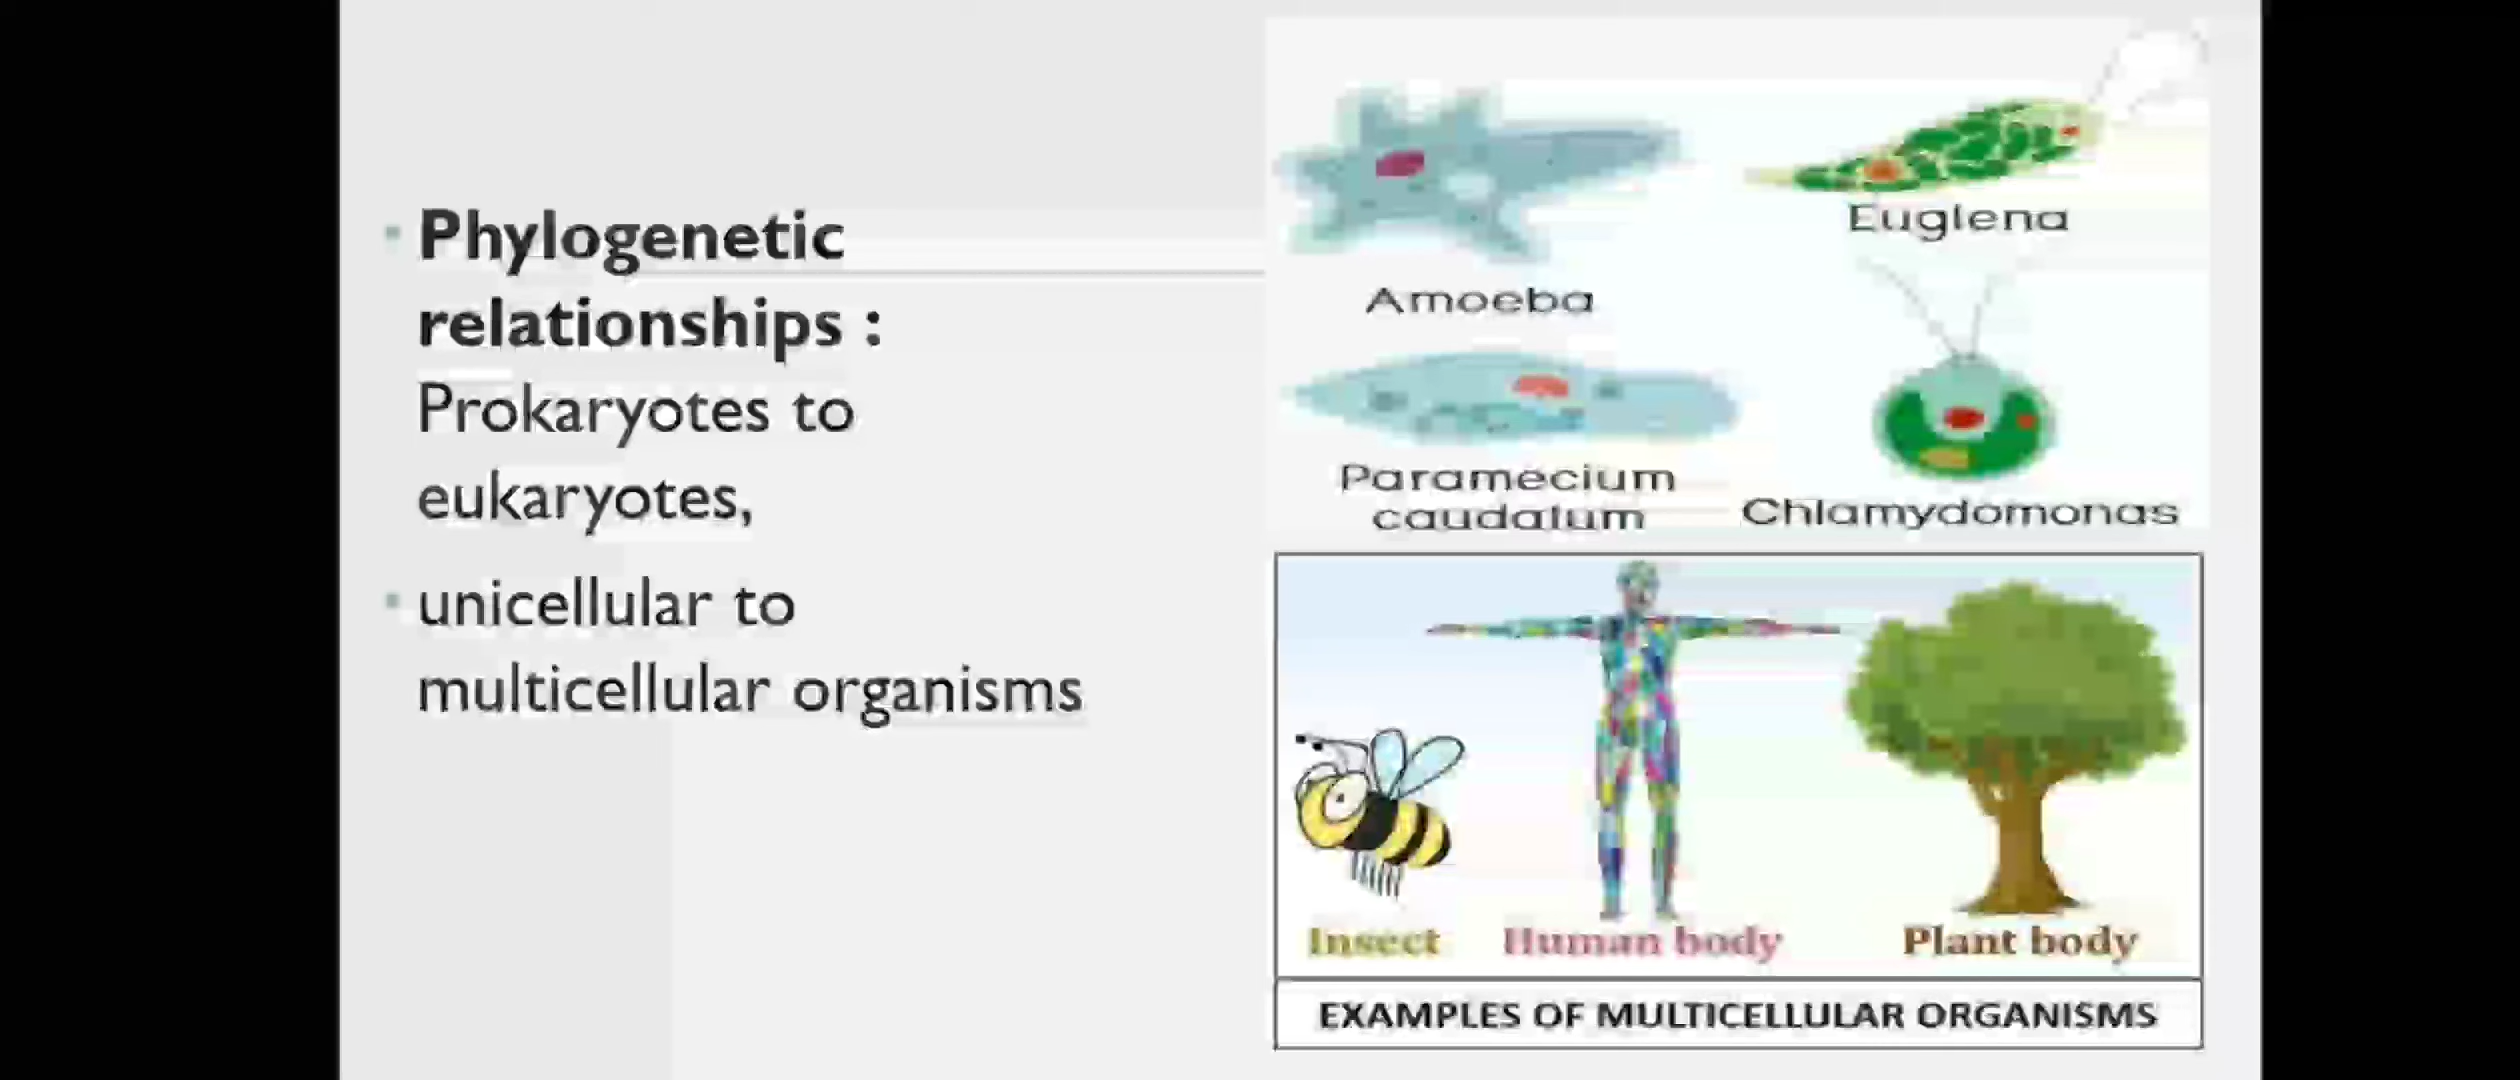 Phylogenetic
relationships :
Prokaryotes to
eukaryotes,
unicellular to
multicellular organisms
Amoeba
Euglena
Paramecium
caudatum
Chlamydomonas
Insect
Human body
Plant body
EXAMPLES OF MULTICELLULAR ORGANISMS